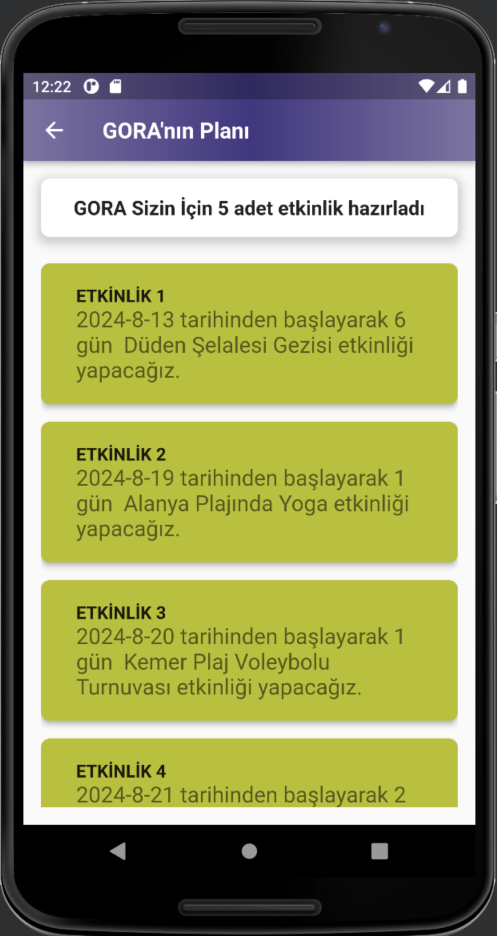 12:22
GORA'nın Planı
GORA Sizin İçin 5 adet etkinlik hazırladı
ETKİNLİK 1
2024-8-13 tarihinden başlayarak 6
gün  Düden Şelalesi Gezisi etkinliği
yapacağız.
ETKİNLİK 2
2024-8-19 tarihinden başlayarak 1
gün  Alanya Plajında Yoga etkinliği
yapacağız.
ETKİNLİK 3
2024-8-20 tarihinden başlayarak 1
gün  Kemer Plaj Voleybolu
Turnuvası etkinliği yapacağız.
ETKİNLİK 4
2024-8-21 tarihinden başlayarak 2